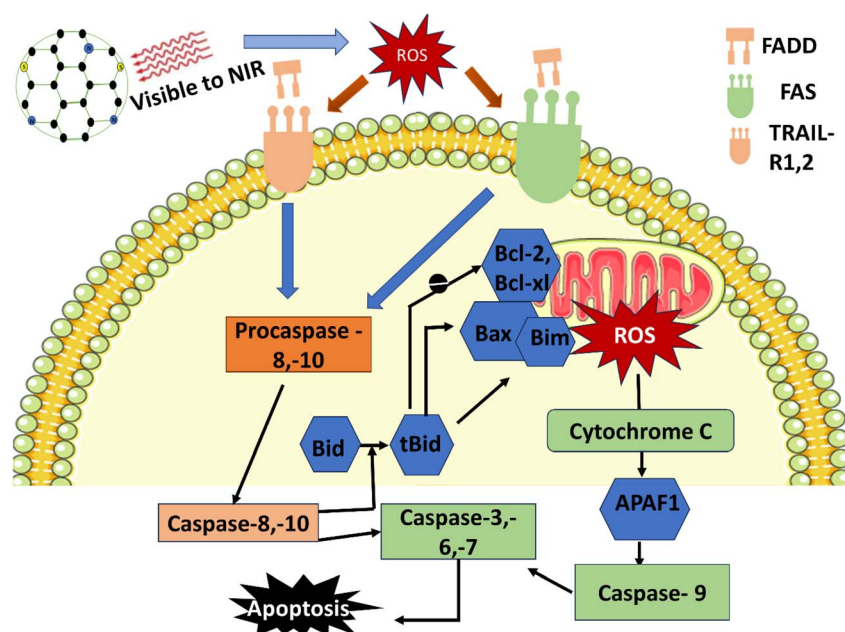 ROS
FADD
N
S
S
Visible to NIR
N
N
FAS
TRAIL-
R1,2
Bcl-2,
Bcl-xl
Procaspase -
8,-10
Bax
Bim
ROS
Bid
tBid
Cytochrome C
Caspase-8,-10
Caspase-3,-
6,-7
APAF1
Caspase- 9
Apoptosis